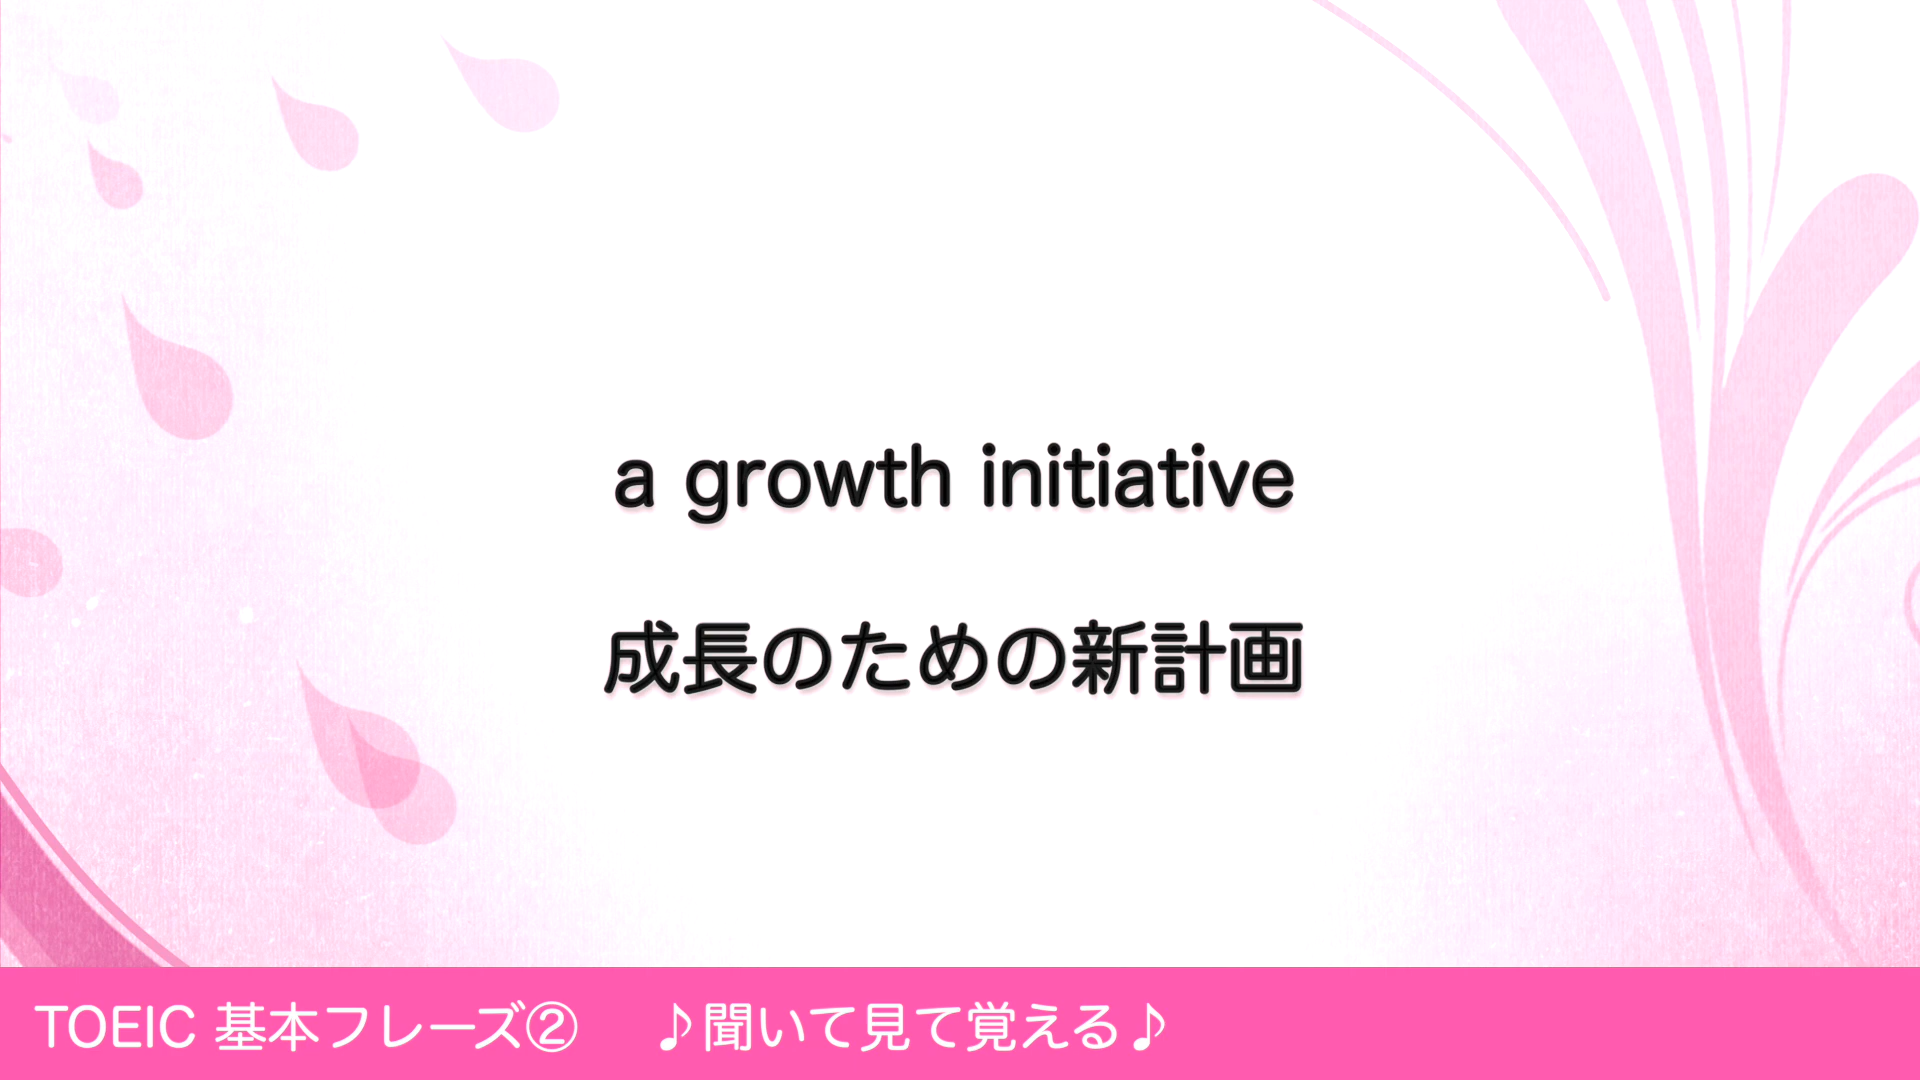 a growth initiative
成長のための新計画
TOEIC 基本フレーズ② ♪聞いて見て覚える♪